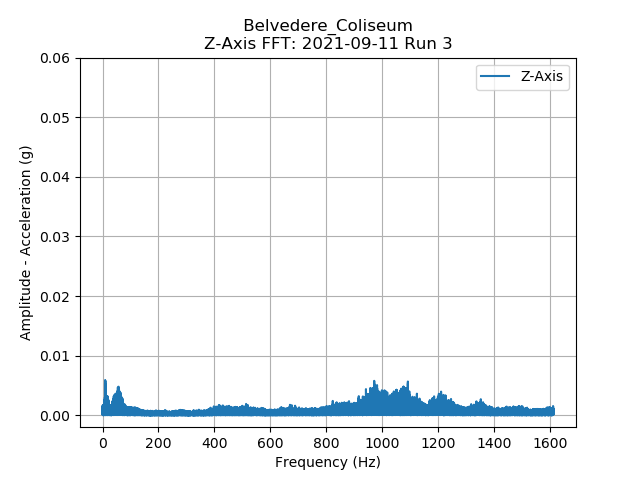 Belvedere_Coliseum
Z-Axis FFT: 2021-09-11 Run 3
Z-Axis
0.06
0.05
0.04
0.03
0.02
0.01
0.00
Amplitude - Acceleration (g)
0 200 400 600 800 1000 1200 1400 1600
Frequency (Hz)